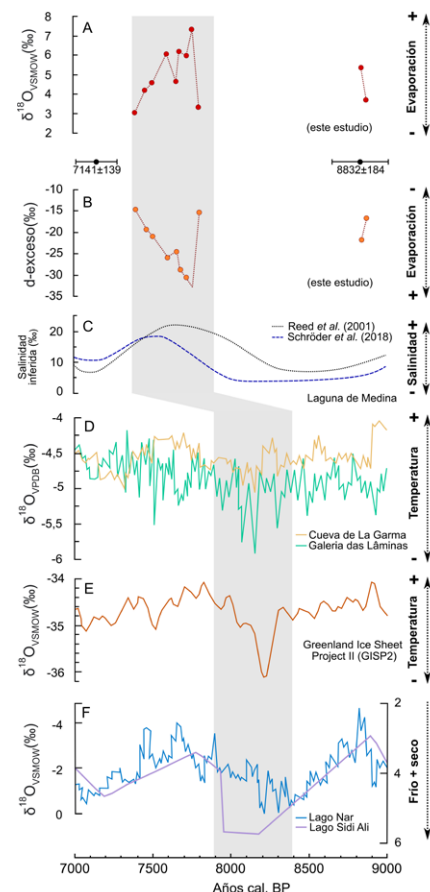 A
δ18OVSMOW(‰)
8
7
6
5
4
3
2
(este estudio)
+
Evaporación
-
7141±139
8832±184
B
d-exceso(‰)
-10
-15
-20
-25
-30
-35
(este estudio)
-
Evaporación
+
C
Salinidad
inferida (‰)
20
10
0
Reed et al. (2001)
Schröder et al. (2018)
Laguna de Medina
+
Salinidad
-
D
δ18OVPDB(‰)
-4
-4,5
-5
-5,5
-6
Cueva de La Garma
Galeria das Lâminas
+
Temperatura
-
E
δ18OVSMOW(‰)
-34
-35
-36
Greenland Ice Sheet
Project II (GISP2)
+
Temperatura
-
F
δ18OVSMOW(‰)
-4
-2
0
2
4
6
Lago Nar
Lago Sidi Ali
Frío + seco
7000
7500
8000
8500
9000
Años cal. BP